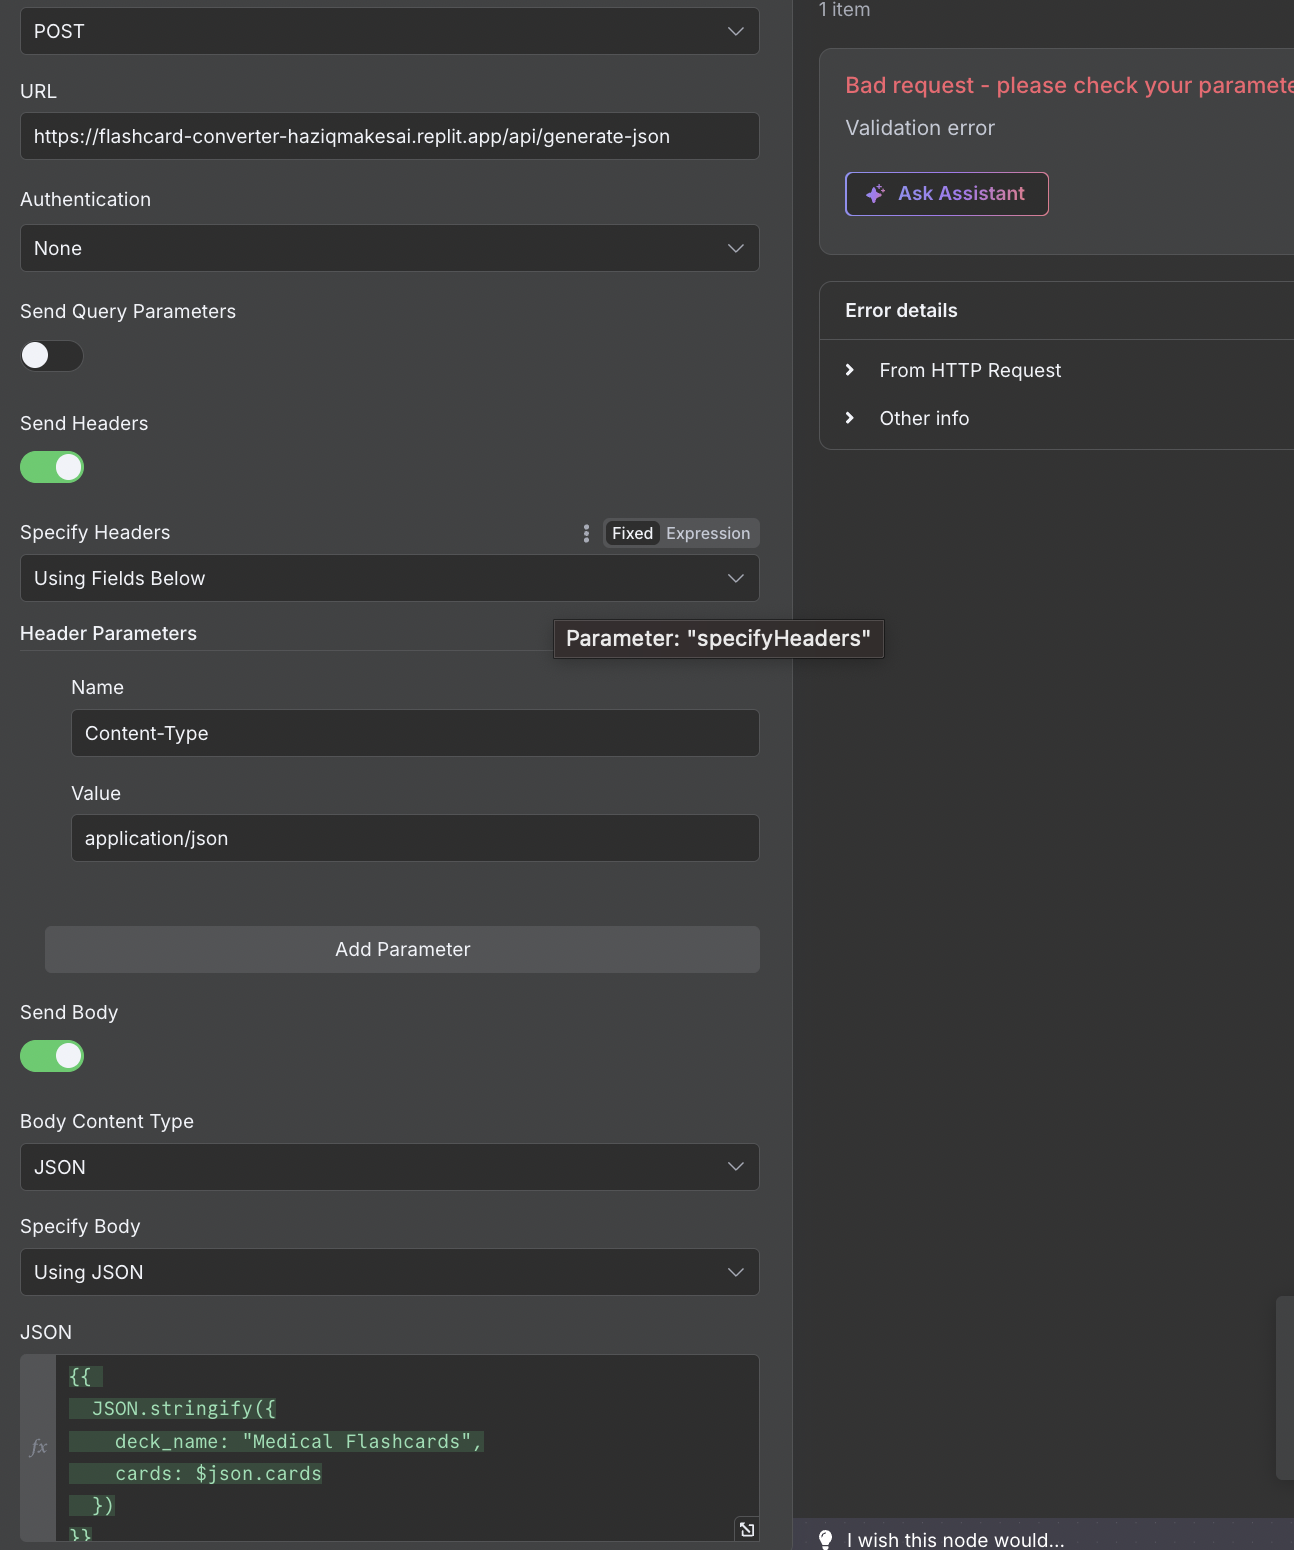 POST
URL
https://flashcard-converter-haziqmakesai.replit.app/api/generate-json
Authentication
None
Send Query Parameters
Send Headers
Specify Headers
Fixed Expression
Using Fields Below
Header Parameters
Parameter: "specifyHeaders"
Name
Content-Type
Value
application/json
Add Parameter
Send Body
Body Content Type
JSON
Specify Body
Using JSON
JSON
fx
{{
JSON.stringify({
deck_name: "Medical Flashcards",
cards: $json.cards
})
}}
1 item
Bad request - please check your paramete
Validation error
Ask Assistant
Error details
From HTTP Request
Other info
I wish this node would...